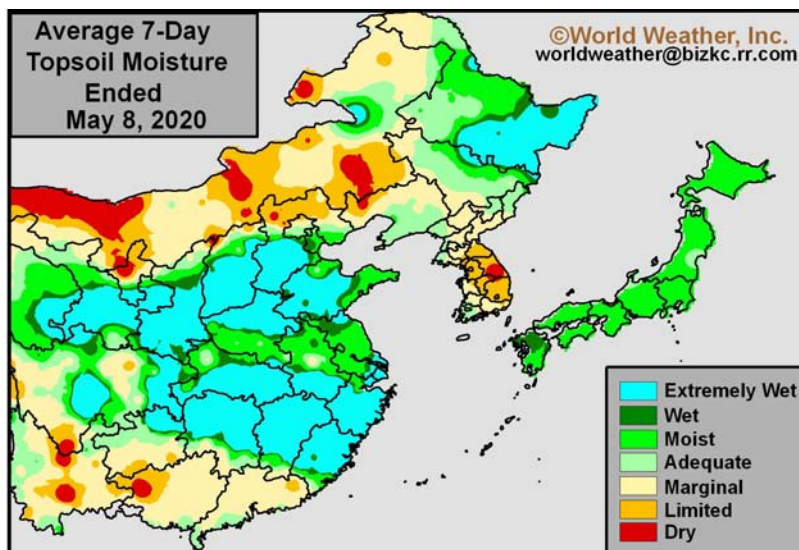 Average 7-Day
Topsoil Moisture
Ended
May 8, 2020
©World Weather, Inc.
worldweather@bizkc.rr.com
Extremely Wet
Wet
Moist
Adequate
Marginal
Limited
Dry